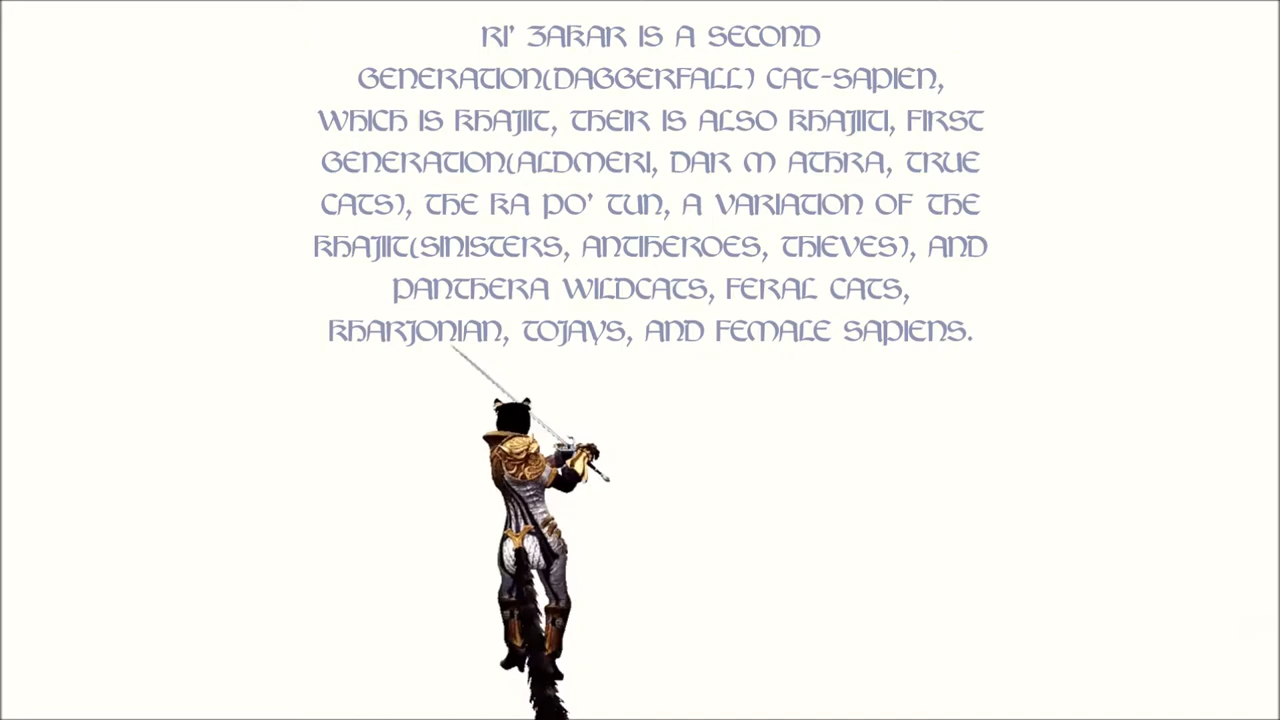 RI' ZAKAR IS A SECOND
GENERATION(DAGGERFALL) CAT-SAPIEN,
WHICH IS KHAJIIT, THEIR IS ALSO KHAJIITI, FIRST
GENERATION(ALDMERI, DAR M ATHRA, TRUE
CATS), THE KA PO' TUN, A VARIATION OF THE
KHAJIIT(SINISTERS, ANTIHEROES, THIEVES), AND
PANTHERA WILDCATS, FERAL CATS,
KHARJONIAN, TOJAYS, AND FEMALE SAPIENS.